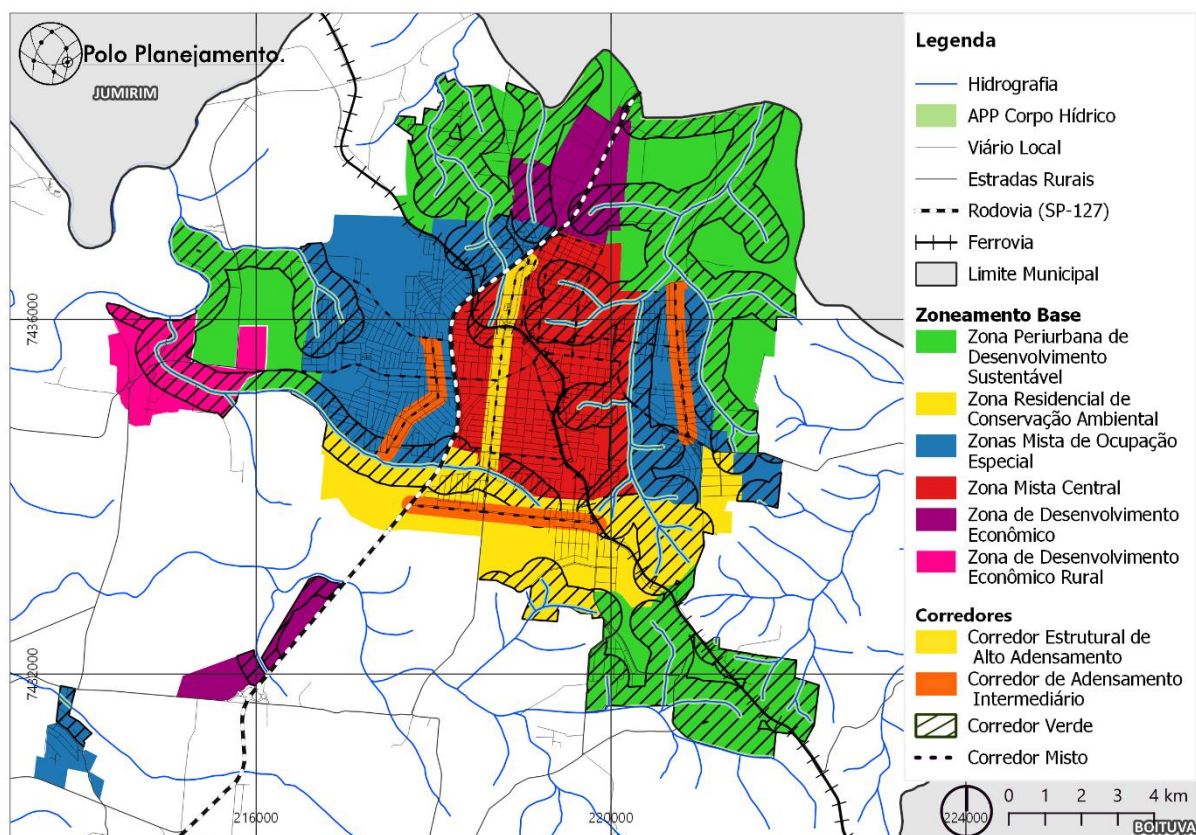 Polo Planejamento.
JUMIRIM
7436000
7432000
216000
220000
224000
Legenda
Hidrografia
APP Corpo Hídrico
Viário Local
Estradas Rurais
Rodovia (SP-127)
Ferrovia
Limite Municipal
Zoneamento Base
Zona Periurbana de
Desenvolvimento
Sustentável
Zona Residencial de
Conservação Ambiental
Zonas Mista de Ocupação
Especial
Zona Mista Central
Zona de Desenvolvimento
Econômico
Zona de Desenvolvimento
Econômico Rural
Corredores
Corredor Estrutural de
Alto Adensamento
Corredor de Adensamento
Intermediário
Corredor Verde
Corredor Misto
0 1 2 3 4 km
BOITUVA